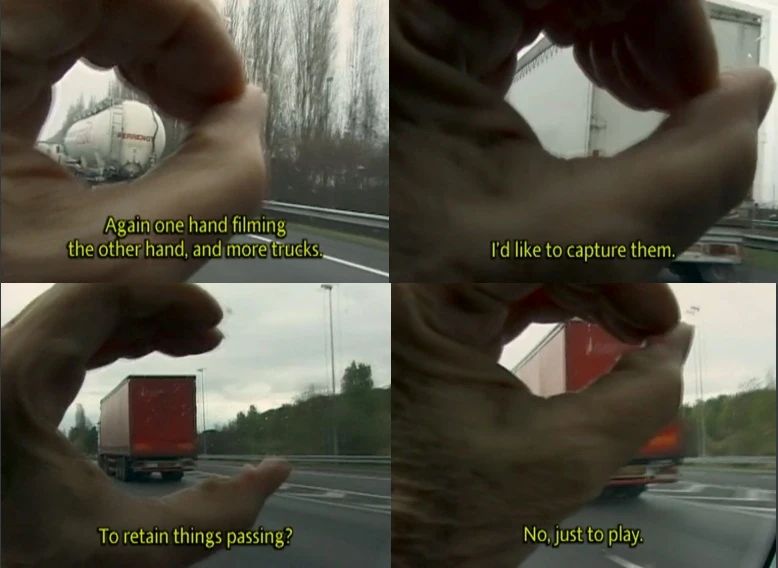 Again one hand filming
the other hand, and more trucks.
I'd like to capture them.
To retain things passing?
No, just to play.